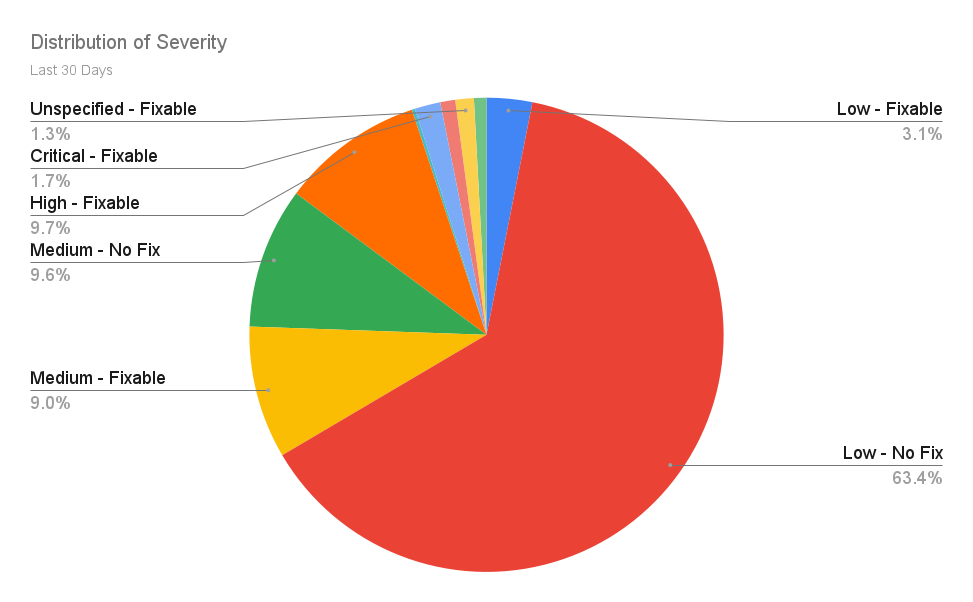 Distribution of Severity
Last 30 Days
Unspecified - Fixable
1.3%
Critical - Fixable
1.7%
High - Fixable
9.7%
Medium - No Fix
9.6%
Medium - Fixable
9.0%
Low - Fixable
3.1%
Low - No Fix
63.4%